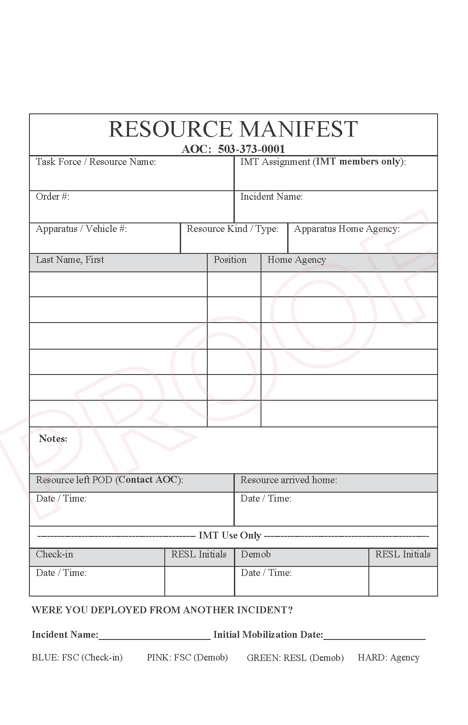 RESOURCE MANIFEST
AOC: 503-373-0001
Task Force / Resource Name: IMT Assignment (IMT members only):
Order #: Incident Name:
Apparatus / Vehicle #: Resource Kind / Type: Apparatus Home Agency:
Last Name, First Position Home Agency
Notes:
Resource left POD (Contact AOC): Resource arrived home:
Date / Time: Date / Time:
IMT Use Only
Check-in RESL Initials Demob RESL Initials
Date / Time: Date / Time:
WERE YOU DEPLOYED FROM ANOTHER INCIDENT?
Incident Name:______________________ Initial Mobilization Date:____________________
BLUE: FSC (Check-in) PINK: FSC (Demob) GREEN: RESL (Demob) HARD: Agency
PROOF